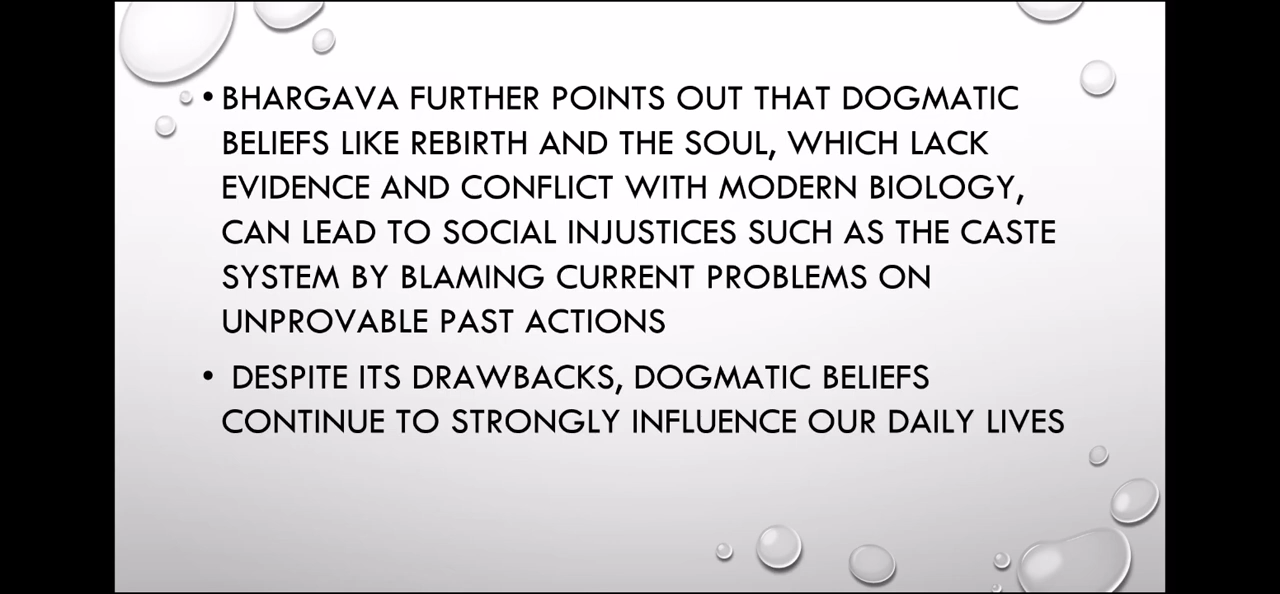 • BHARGAVA FURTHER POINTS OUT THAT DOGMATIC
BELIEFS LIKE REBIRTH AND THE SOUL, WHICH LACK
EVIDENCE AND CONFLICT WITH MODERN BIOLOGY,
CAN LEAD TO SOCIAL INJUSTICES SUCH AS THE CASTE
SYSTEM BY BLAMING CURRENT PROBLEMS ON
UNPROVABLE PAST ACTIONS
• DESPITE ITS DRAWBACKS, DOGMATIC BELIEFS
CONTINUE TO STRONGLY INFLUENCE OUR DAILY LIVES